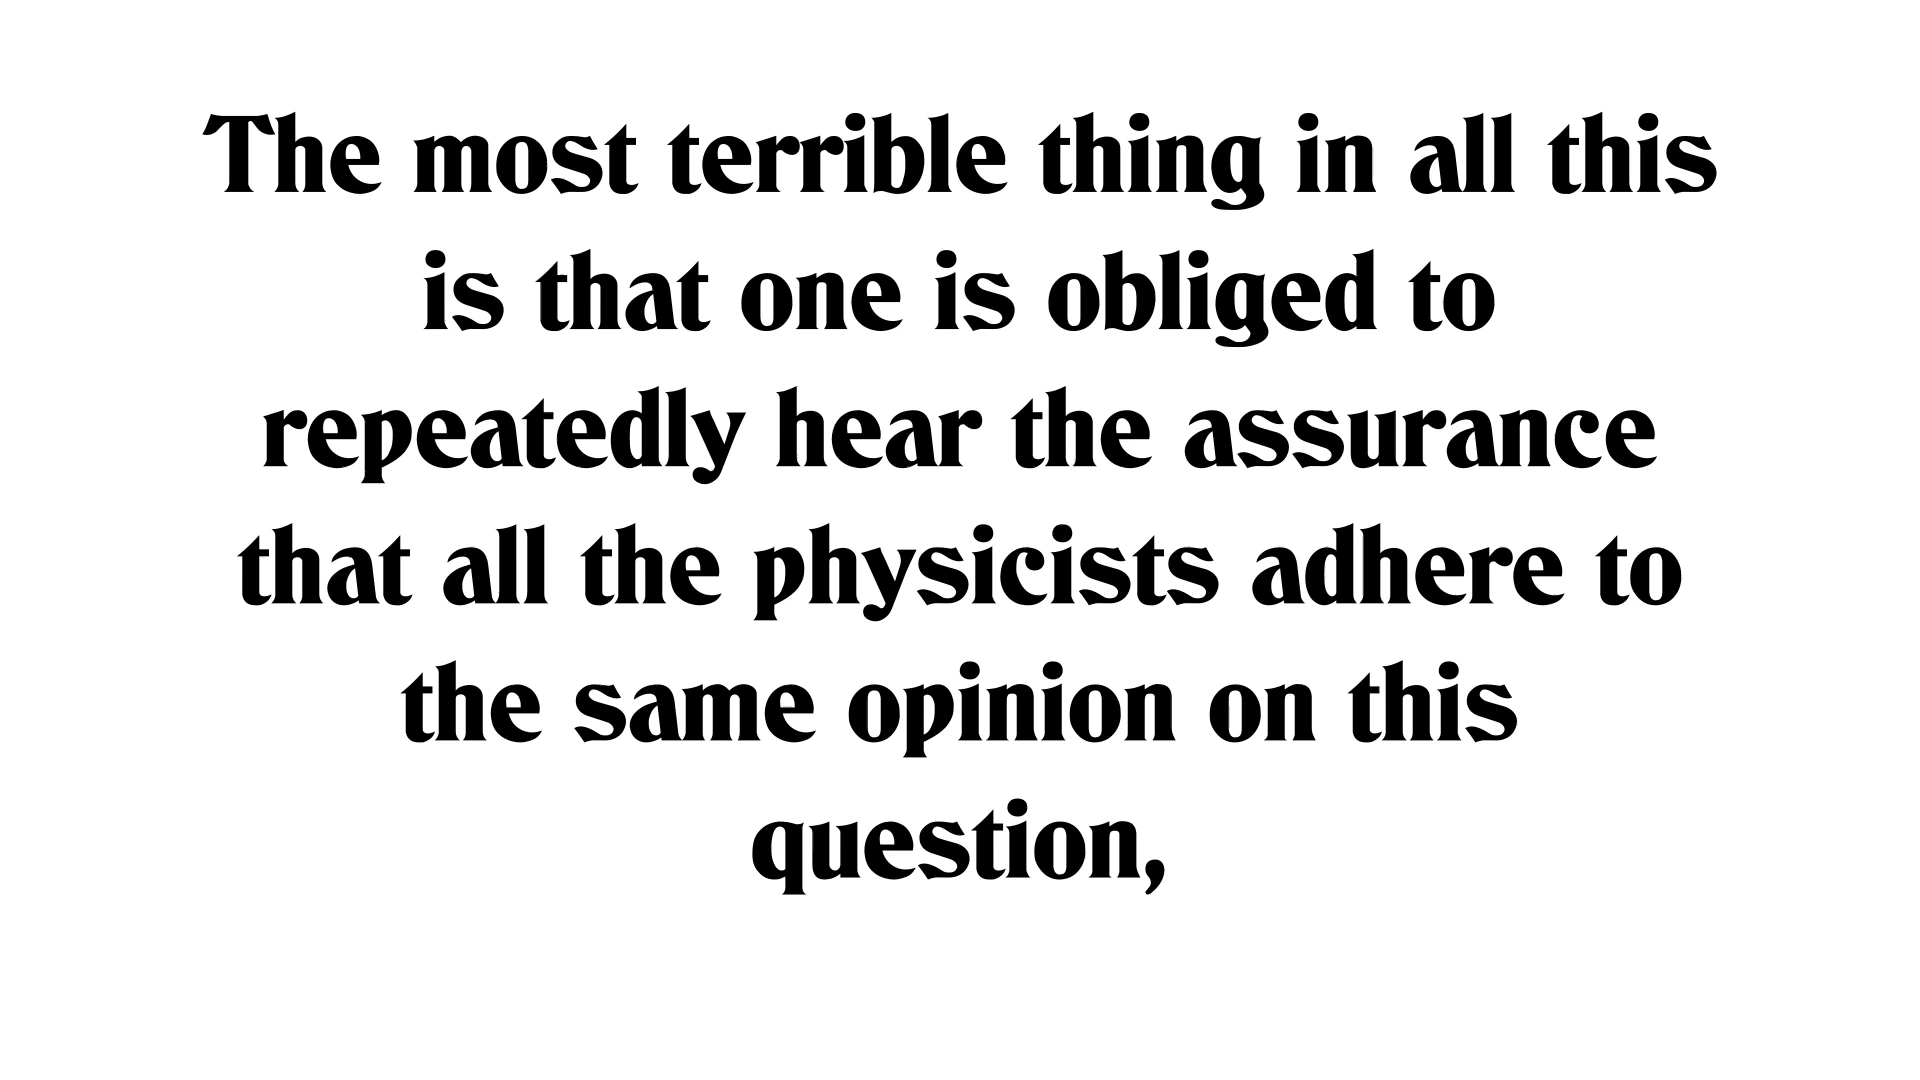 The most terrible thing in all this
is that one is obliged to
repeatedly hear the assurance
that all the physicists adhere to
the same opinion on this
question,